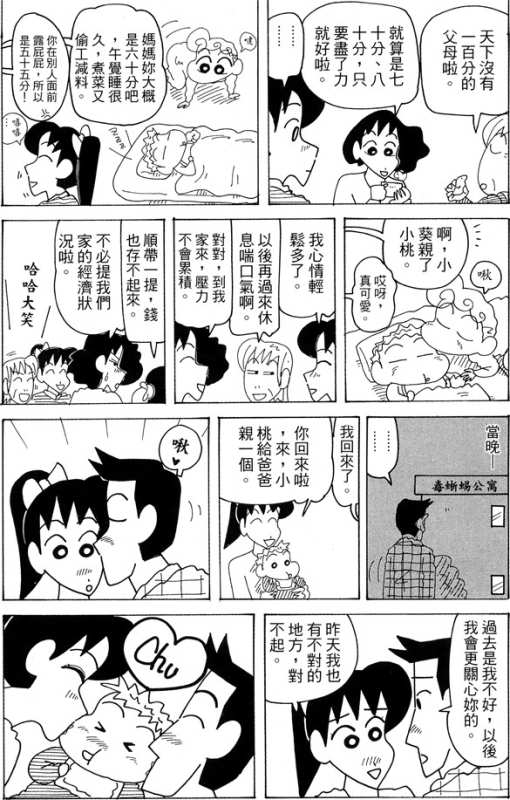 天下沒有
一百分的
父母啦。
就算是七
十分、八
十分，只
要盡了力
就好啦。
媽媽妳大概
是六十分吧
，午覺睡很
久，煮菜又
偷工減料。
你在別人面前
露屁屁，所以
是五十五分！
啊，小
葵親了
小桃。
啾
哎呀，
真可愛。
我心情輕
鬆多了。
以後再過來休
息喘口氣啊。
對對，到我
家來，壓力
不會累積。
順帶一提，錢
也存不起來。
不必提我們
家的經濟狀
況啦。
哈哈大笑
當晚—
毒蜥蜴公寓
我回來了。
你回來啦
，來，小
桃給爸爸
親一個。
啾
過去是我不好，以後
我會更關心妳的。
昨天我也
有不對的
地方，對
不起。
Chu